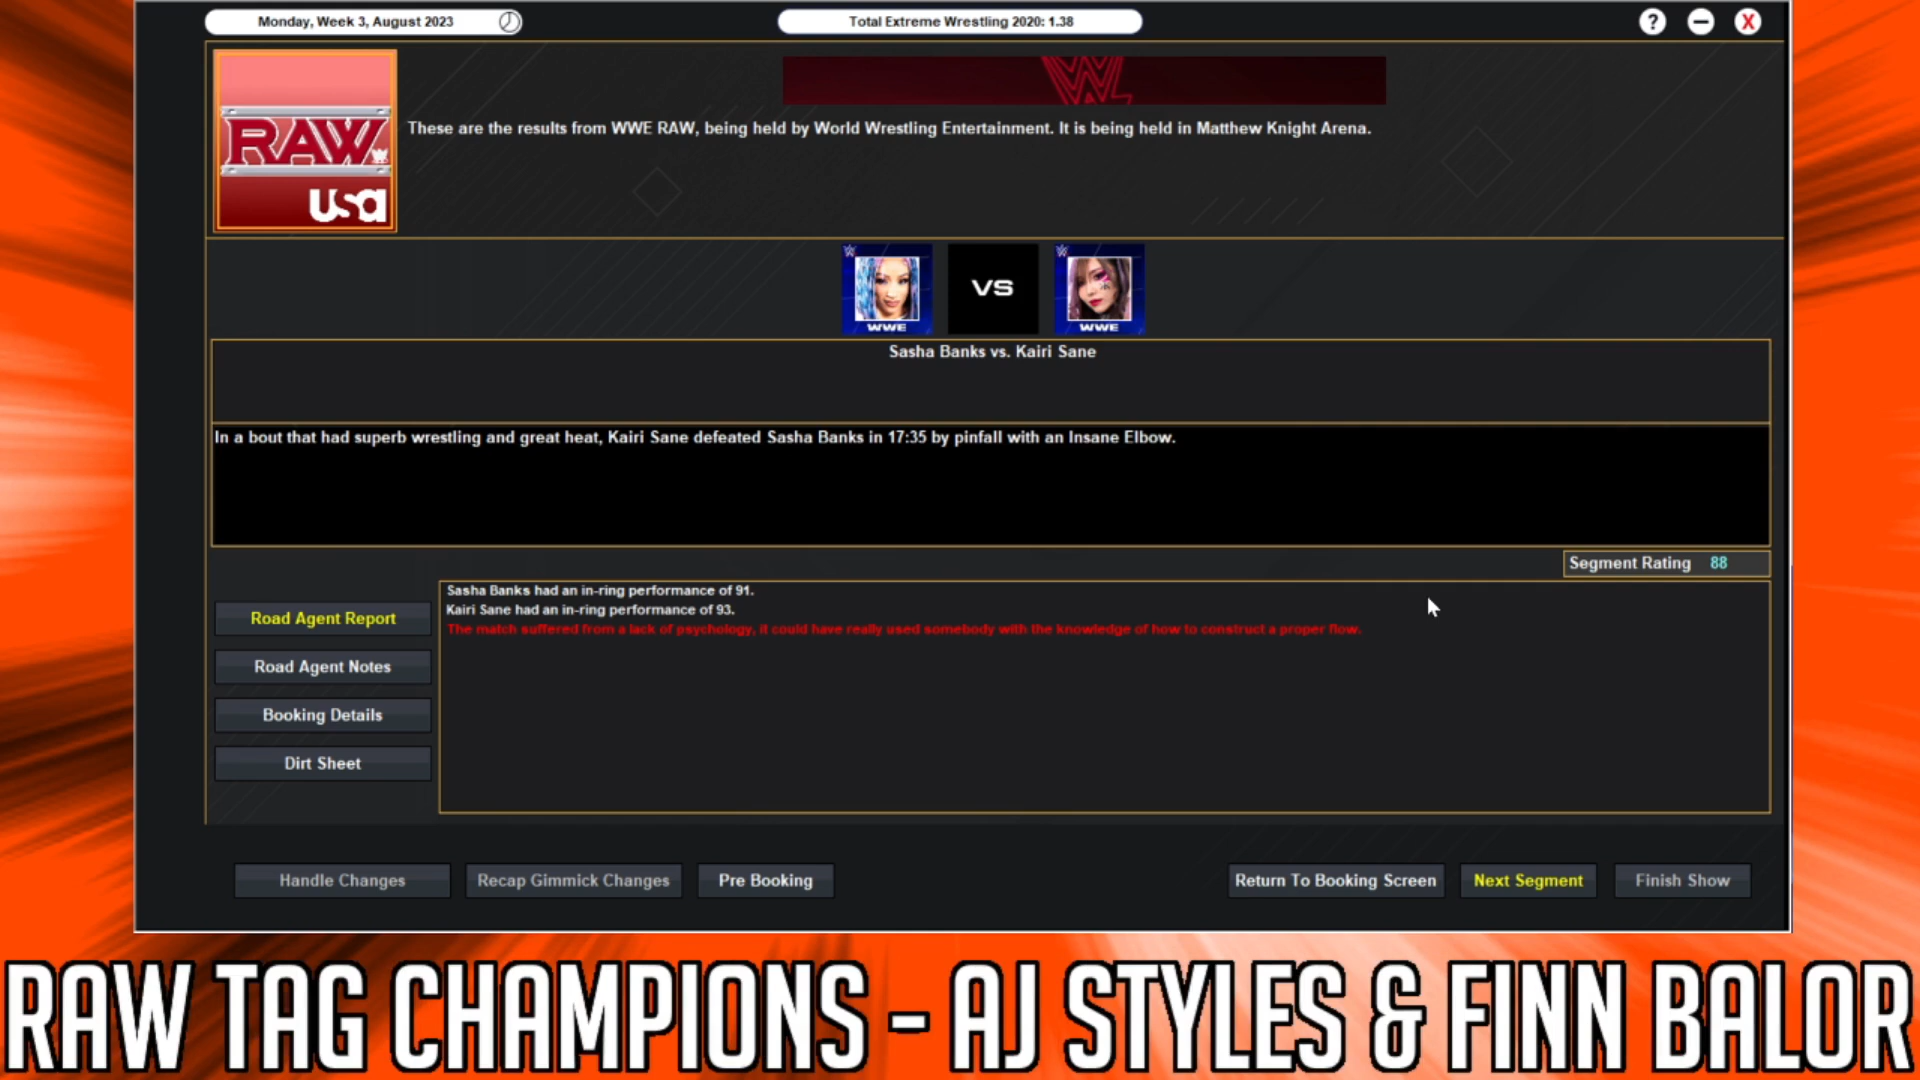 Monday, Week 3, August 2023
Total Extreme Wrestling 2020: 1.38
?
X
RAW
USA
These are the results from WWE RAW, being held by World Wrestling Entertainment. It is being held in Matthew Knight Arena.
WWE
VS
WWE
Sasha Banks vs. Kairi Sane
In a bout that had superb wrestling and great heat, Kairi Sane defeated Sasha Banks in 17:35 by pinfall with an Insane Elbow.
Segment Rating 88
Sasha Banks had an in-ring performance of 91.
Kairi Sane had an in-ring performance of 93.
The match suffered from a lack of psychology, it could have really used somebody with the knowledge of how to construct a proper flow.
Road Agent Report
Road Agent Notes
Booking Details
Dirt Sheet
Handle Changes
Recap Gimmick Changes
Pre Booking
Return To Booking Screen
Next Segment
Finish Show
RAW TAG CHAMPIONS - AJ STYLES & FINN BALOR